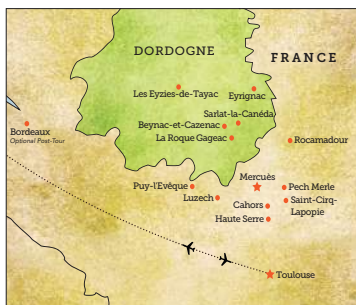 DORDOGNE
FRANCE
Les Eyzies-de-Tayac
Eyrignac
Sarlat-la-Canéda
Beynac-et-Cazenac
La Roque Gageac
Bordeaux
Optional Post-Tour
Rocamadour
Mercuès
Puy-l'Evêque
Pech Merle
Luzech
Saint-Cirq-
Lapopie
Cahors
Haute Serre
Toulouse